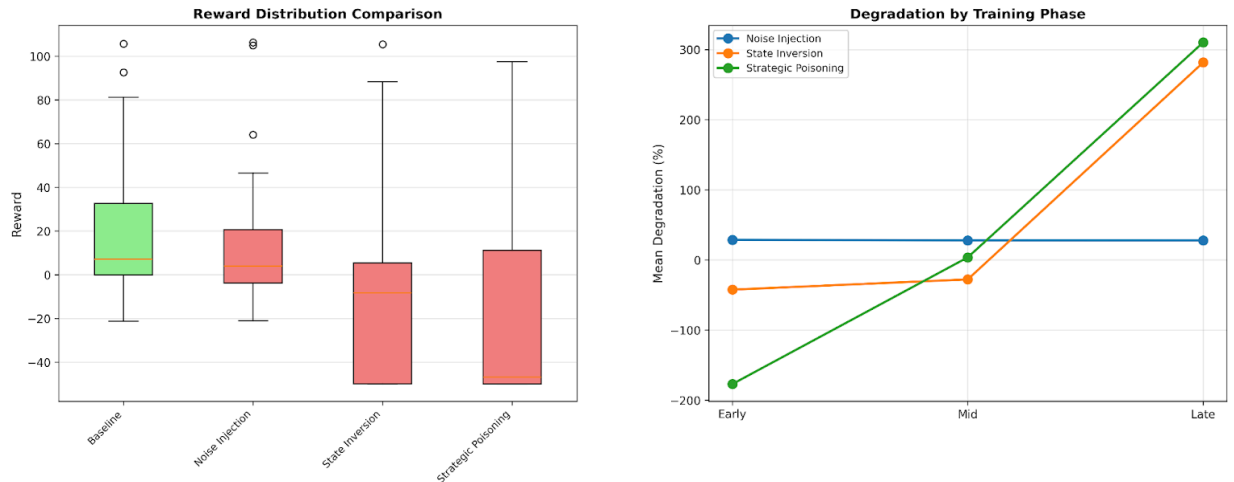 Reward Distribution Comparison
Reward
100
80
60
40
20
0
−20
−40
Baseline
Noise Injection
State Inversion
Strategic Poisoning
Degradation by Training Phase
Noise Injection
State Inversion
Strategic Poisoning
Mean Degradation (%)
300
200
100
0
−100
−200
Early
Mid
Late